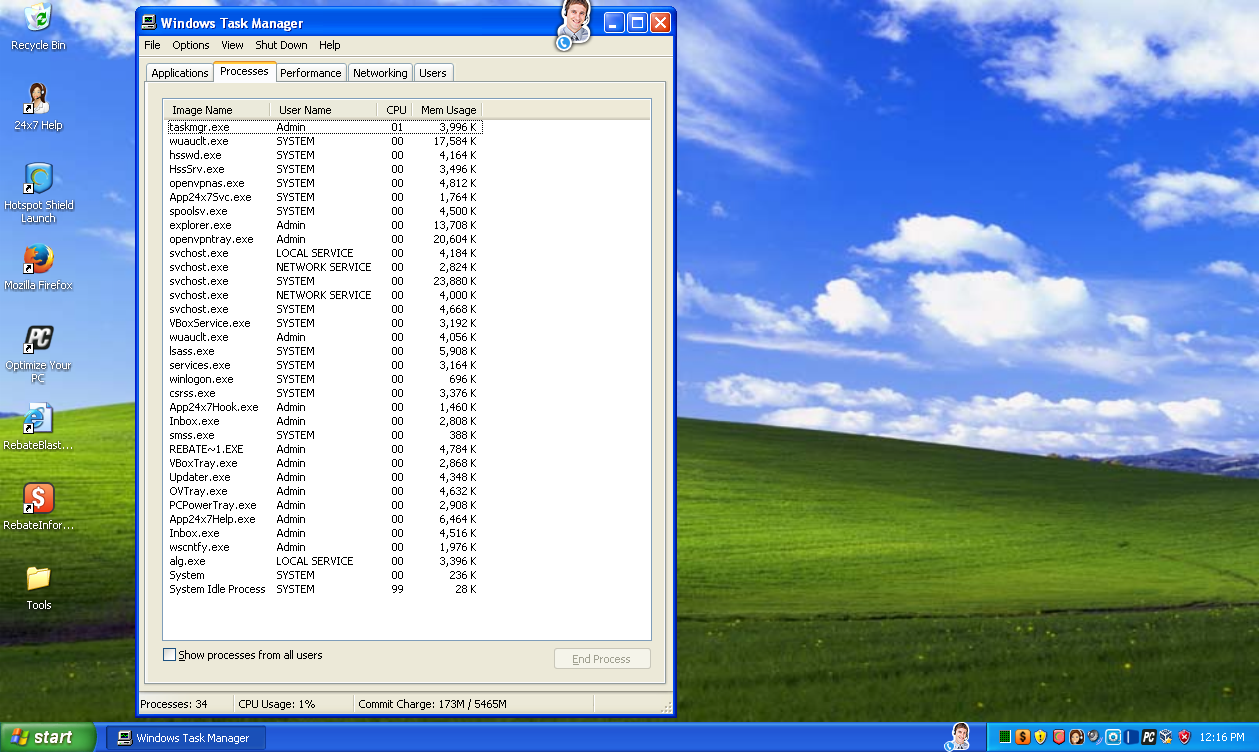 Recycle Bin
24x7 Help
Hotspot Shield
Launch
Mozilla Firefox
PC
Optimize Your
PC
RebateBlast...
$
RebateInfor...
Tools
Windows Task Manager
File Options View Shut Down Help
Applications Processes Performance Networking Users
Image Name User Name CPU Mem Usage
taskmgr.exe Admin 01 3,996 K
wuauclt.exe SYSTEM 00 17,584 K
hsswd.exe SYSTEM 00 4,164 K
HssSrv.exe SYSTEM 00 3,496 K
openvpnas.exe SYSTEM 00 4,812 K
App24x7Svc.exe SYSTEM 00 1,764 K
spoolsv.exe SYSTEM 00 4,500 K
explorer.exe Admin 00 13,708 K
openvpntray.exe Admin 00 20,604 K
svchost.exe LOCAL SERVICE 00 4,184 K
svchost.exe NETWORK SERVICE 00 2,824 K
svchost.exe SYSTEM 00 23,880 K
svchost.exe NETWORK SERVICE 00 4,000 K
svchost.exe SYSTEM 00 4,668 K
VBoxService.exe SYSTEM 00 3,192 K
wuauclt.exe Admin 00 4,056 K
lsass.exe SYSTEM 00 5,908 K
services.exe SYSTEM 00 3,164 K
winlogon.exe SYSTEM 00 696 K
csrss.exe SYSTEM 00 3,376 K
App24x7Hook.exe Admin 00 1,460 K
Inbox.exe Admin 00 2,808 K
smss.exe SYSTEM 00 388 K
REBATE~1.EXE Admin 00 4,784 K
VBoxTray.exe Admin 00 2,868 K
Updater.exe Admin 00 4,348 K
OVTray.exe Admin 00 4,632 K
PCPowerTray.exe Admin 00 2,908 K
App24x7Help.exe Admin 00 6,464 K
Inbox.exe Admin 00 4,516 K
wscntfy.exe Admin 00 1,976 K
alg.exe LOCAL SERVICE 00 3,396 K
System SYSTEM 00 236 K
System Idle Process SYSTEM 99 28 K
Show processes from all users
End Process
Processes: 34 CPU Usage: 1% Commit Charge: 173M / 5465M
start Windows Task Manager $ PC 12:16 PM